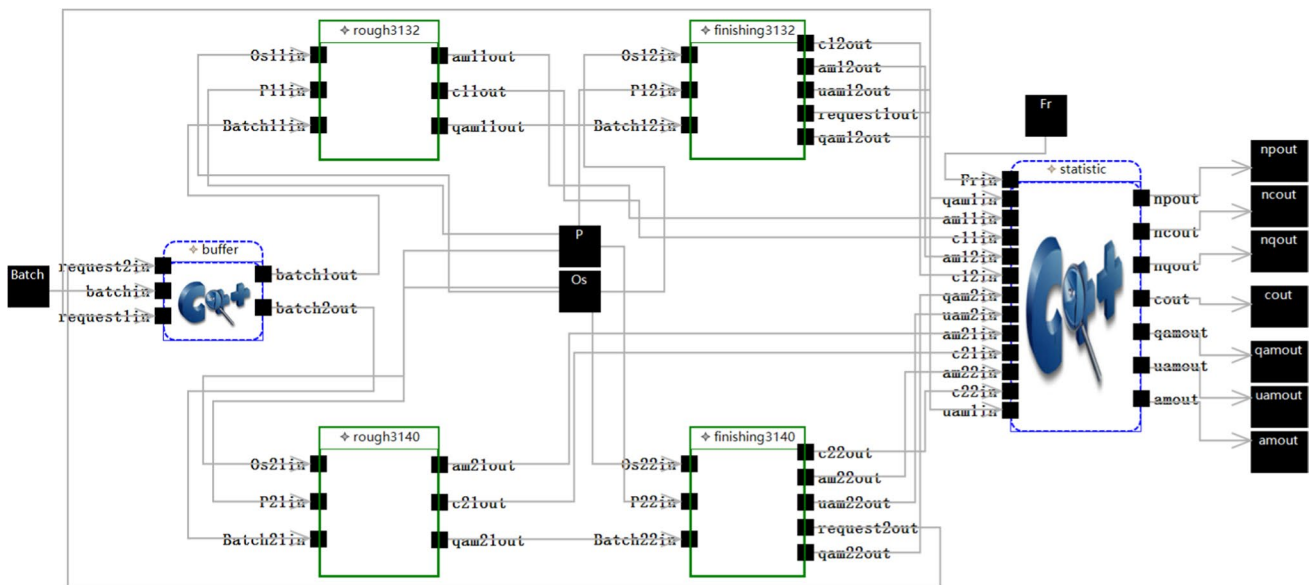 rough3132
Os11in
P11in
Batch11in
am11out
c11out
qam11out
finishing3132
Os12in
P12in
Batch12in
c12out
am12out
uam12out
request1out
qam12out
Fr
Batch
buffer
request2in
batchin
request1in
batch1out
batch2out
P
Os
statistic
Frin
qam1in
am11in
c11in
am12in
c12in
qam2in
uam2in
am21in
c21in
am22in
c22in
uam1in
npout
ncout
nqout
cout
qamout
uamout
amout
npout
ncout
nqout
cout
qamout
uamout
amout
rough3140
Os21in
P21in
Batch21in
am21out
c21out
qam21out
finishing3140
Os22in
P22in
Batch22in
c22out
am22out
uam22out
request2out
qam22out